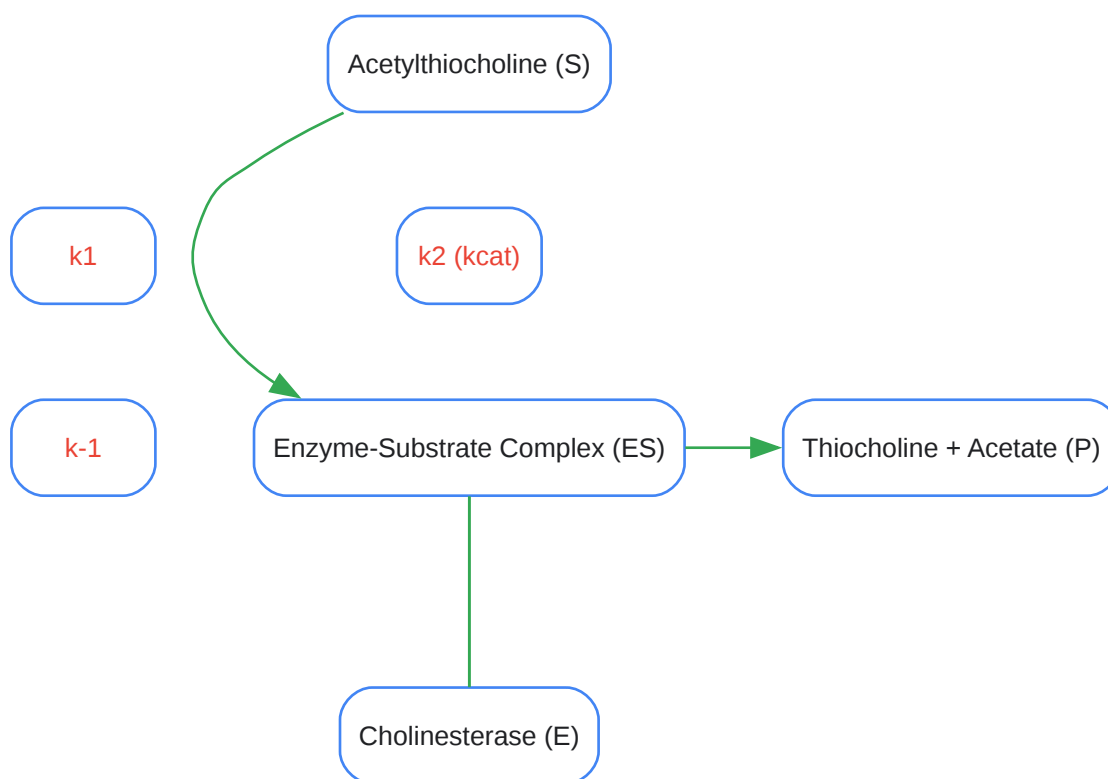 Acetylthiocholine (S)
k1
k2 (kcat)
k-1
Enzyme-Substrate Complex (ES)
Thiocholine + Acetate (P)
Cholinesterase (E)